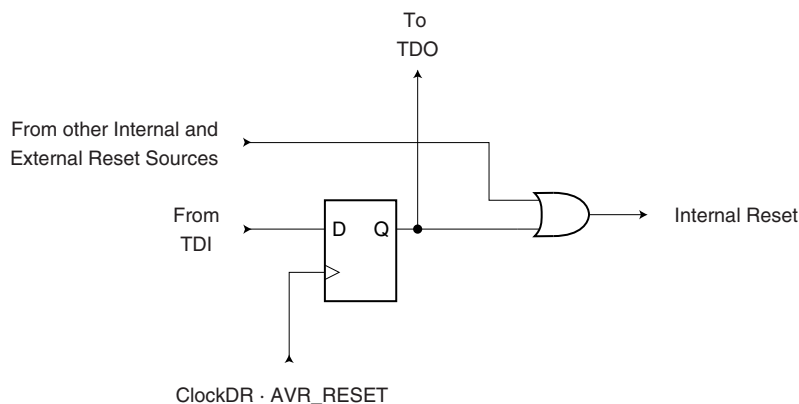 To
TDO
From other Internal and
External Reset Sources
From
TDI
D
Q
Internal Reset
ClockDR · AVR_RESET